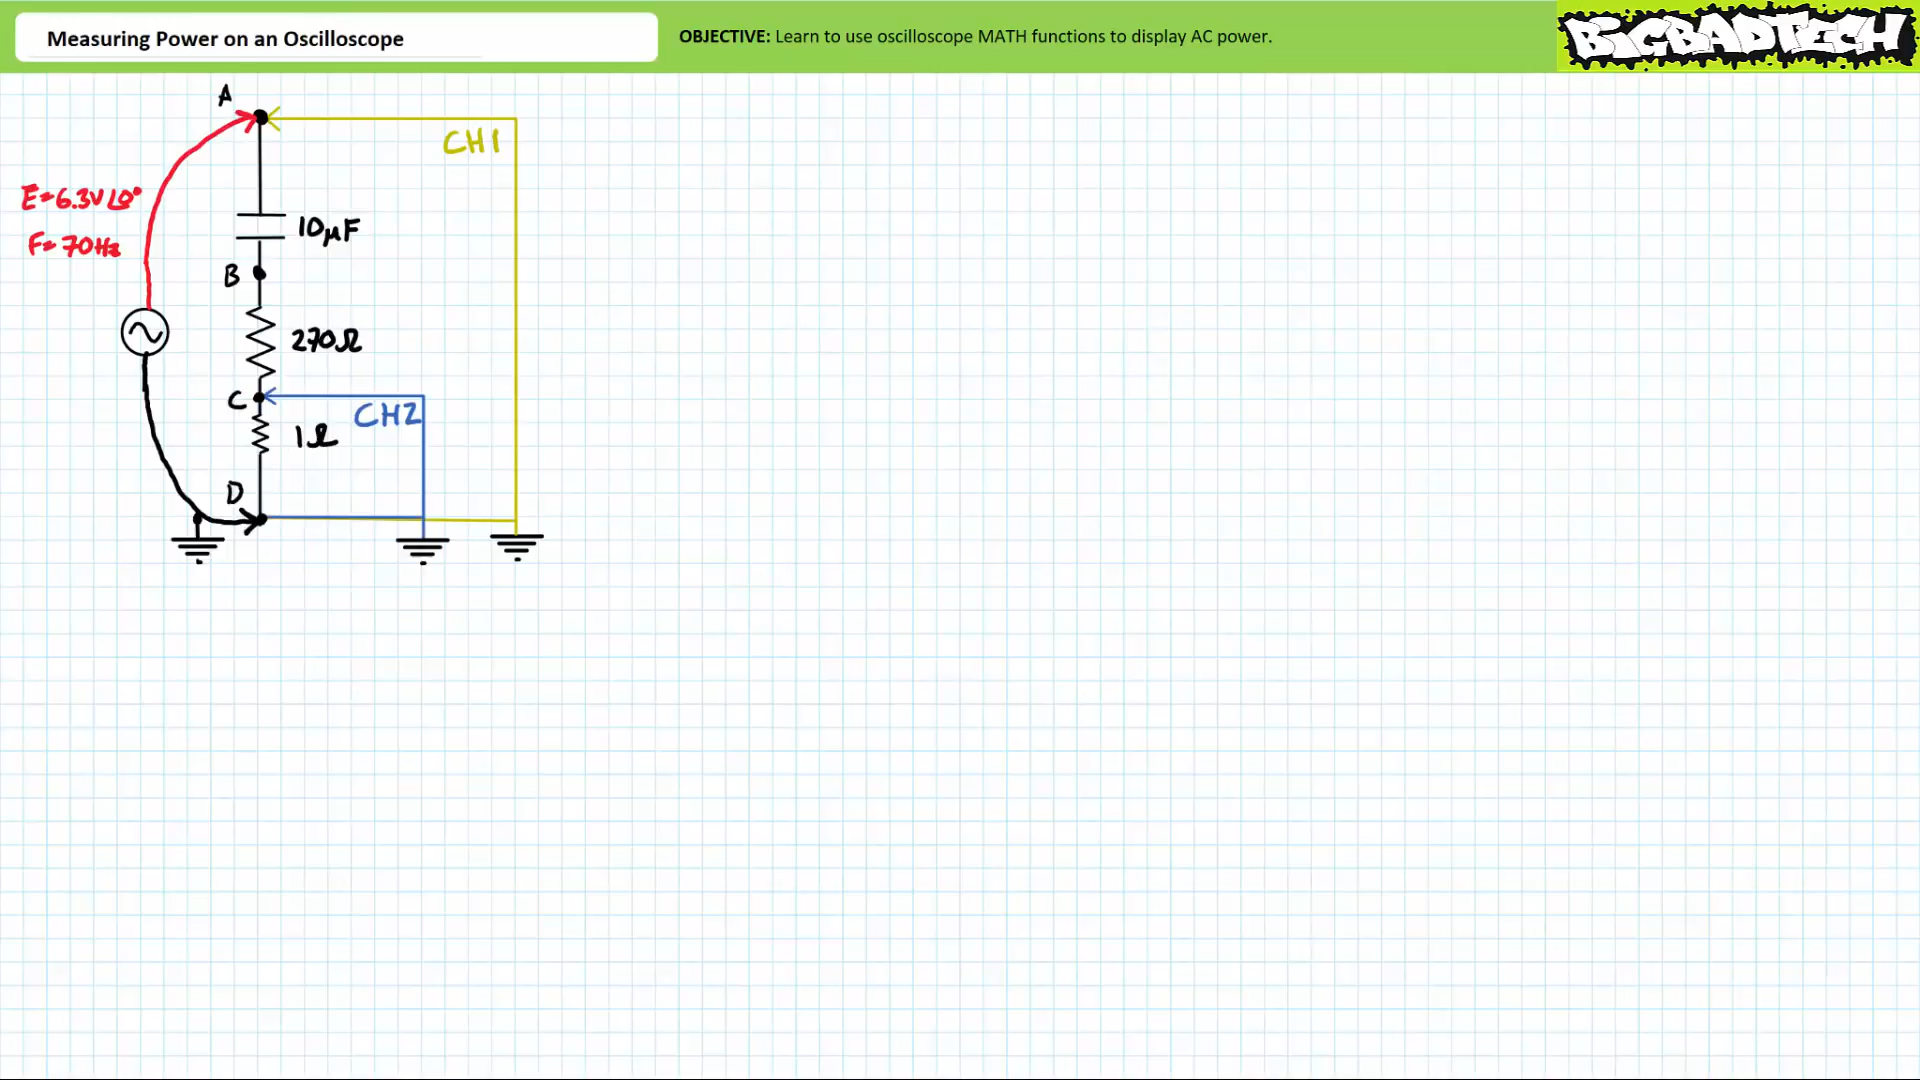 Measuring Power on an Oscilloscope
OBJECTIVE: Learn to use oscilloscope MATH functions to display AC power.
BIGBADTECH
A
CH1
E=6.3V∠0°
F=70Hz
10µF
B
270Ω
C
CH2
1Ω
D